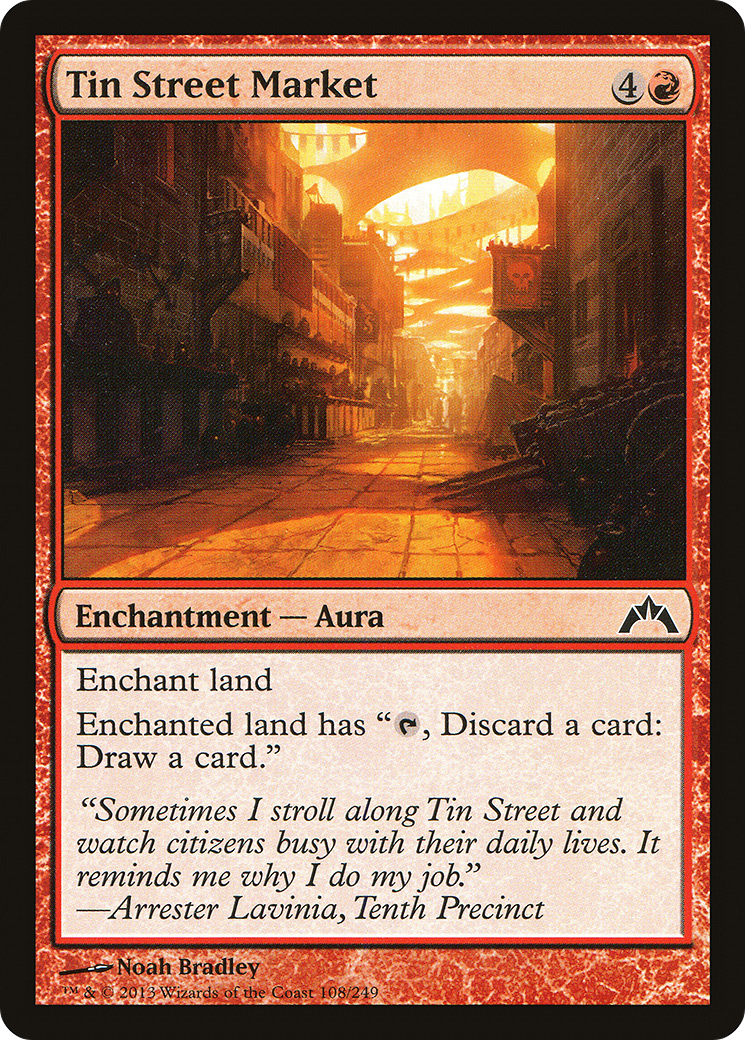 Tin Street Market 4
Enchantment — Aura
Enchant land
Enchanted land has “, Discard a card:
Draw a card.”
“Sometimes I stroll along Tin Street and
watch citizens busy with their daily lives. It
reminds me why I do my job.”
—Arrester Lavinia, Tenth Precinct
Noah Bradley
™ & © 2013 Wizards of the Coast 108/249